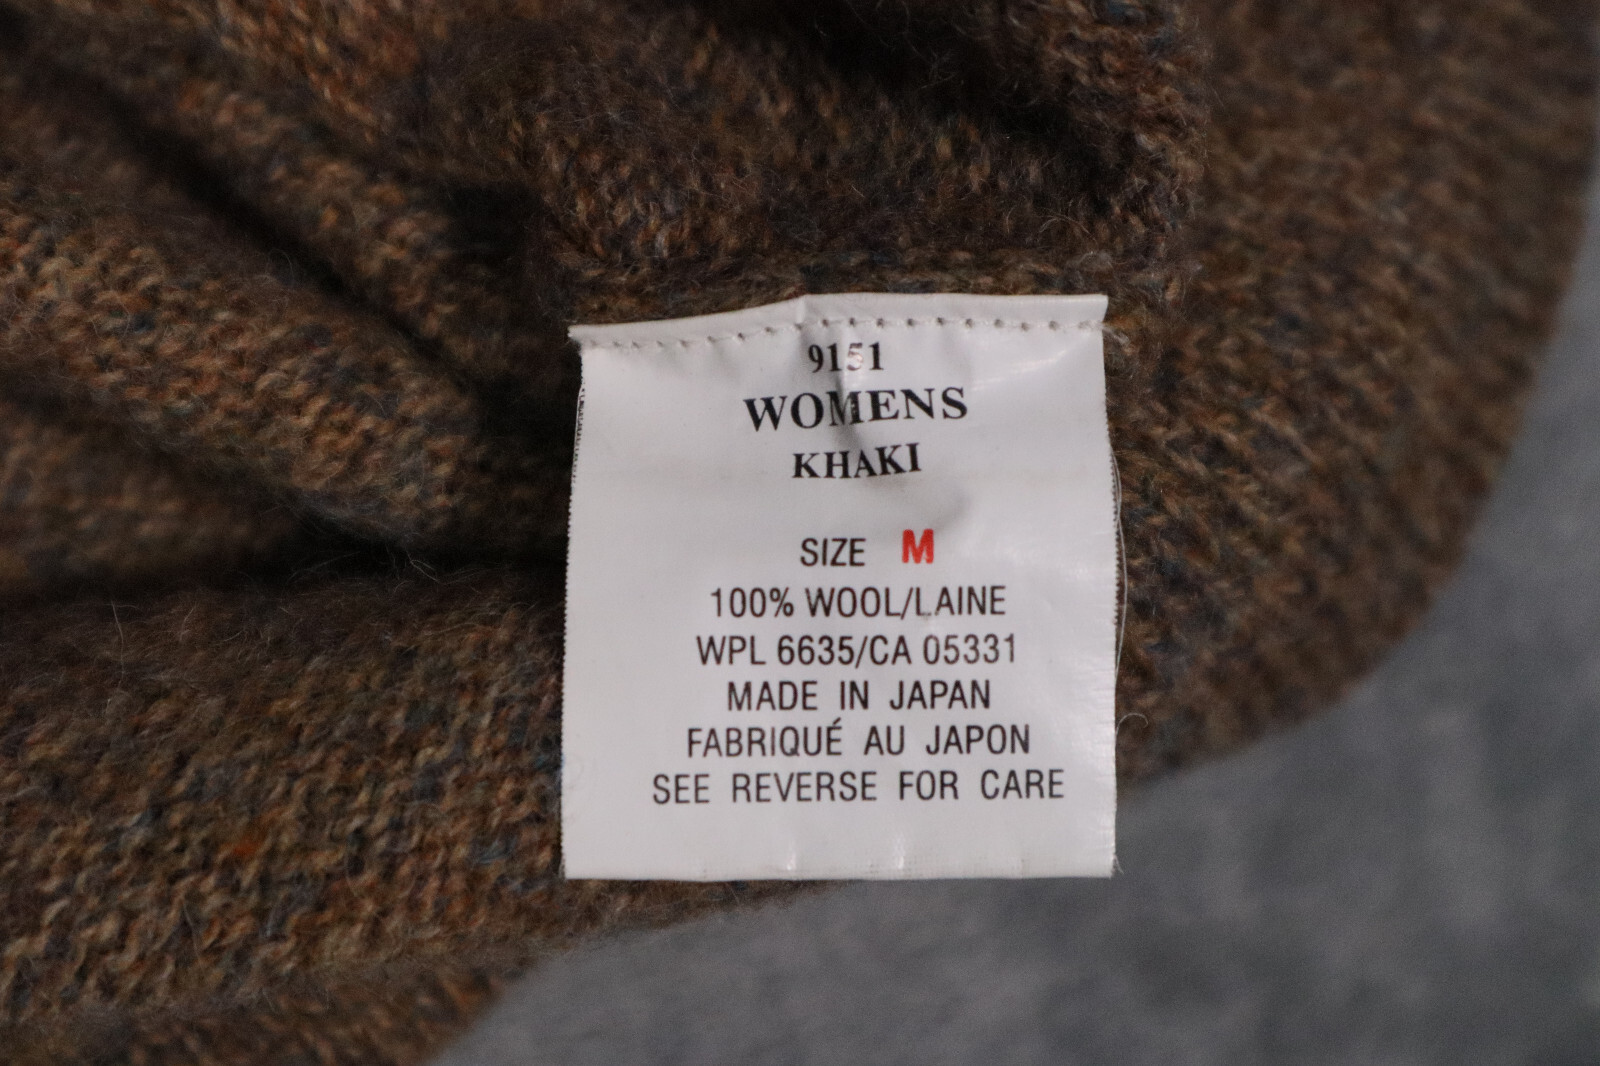 9151
WOMENS
KHAKI
SIZE M
100% WOOL/LAINE
WPL 6635/CA 05331
MADE IN JAPAN
FABRIQUÉ AU JAPON
SEE REVERSE FOR CARE